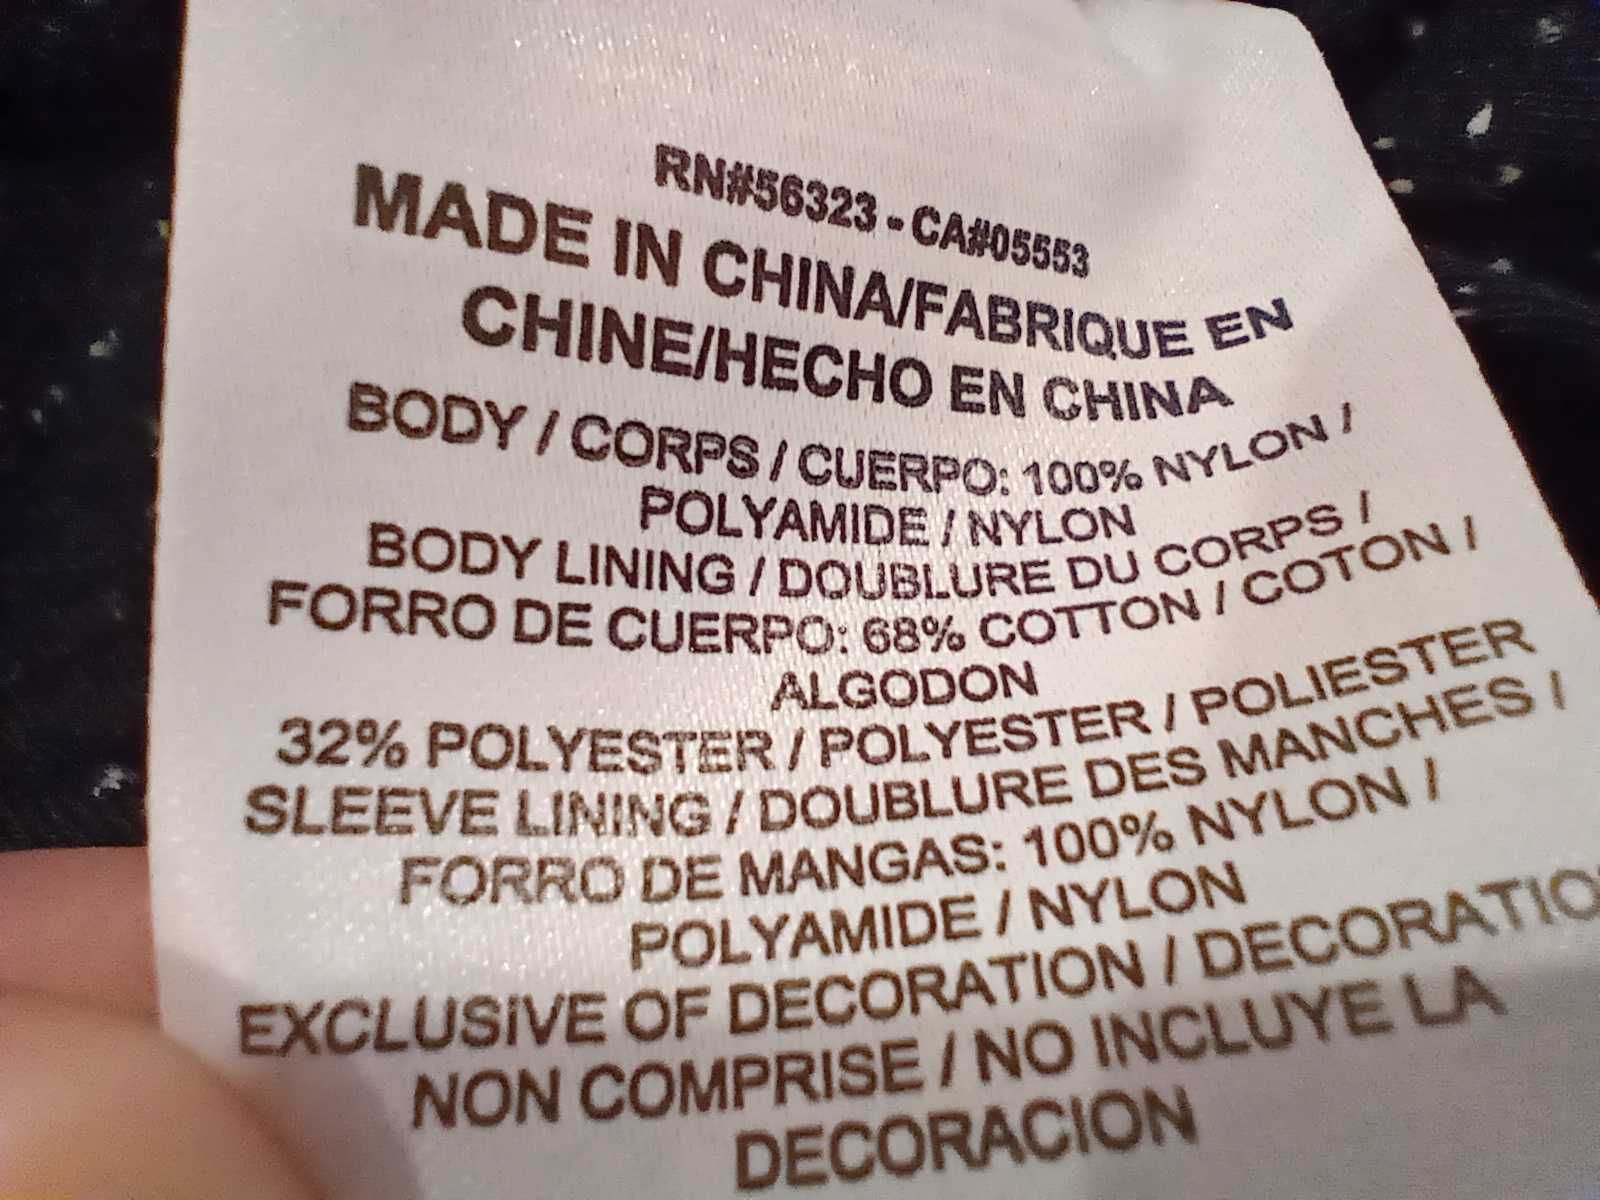 RN#56323 - CA#05553
MADE IN CHINA/FABRIQUE EN
CHINE/HECHO EN CHINA
BODY / CORPS / CUERPO: 100% NYLON /
POLYAMIDE / NYLON
BODY LINING / DOUBLURE DU CORPS /
FORRO DE CUERPO: 68% COTTON / COTON /
ALGODON
32% POLYESTER / POLYESTER / POLIESTER
SLEEVE LINING / DOUBLURE DES MANCHES /
FORRO DE MANGAS: 100% NYLON /
POLYAMIDE / NYLON
EXCLUSIVE OF DECORATION / DECORATIO
NON COMPRISE / NO INCLUYE LA
DECORACION